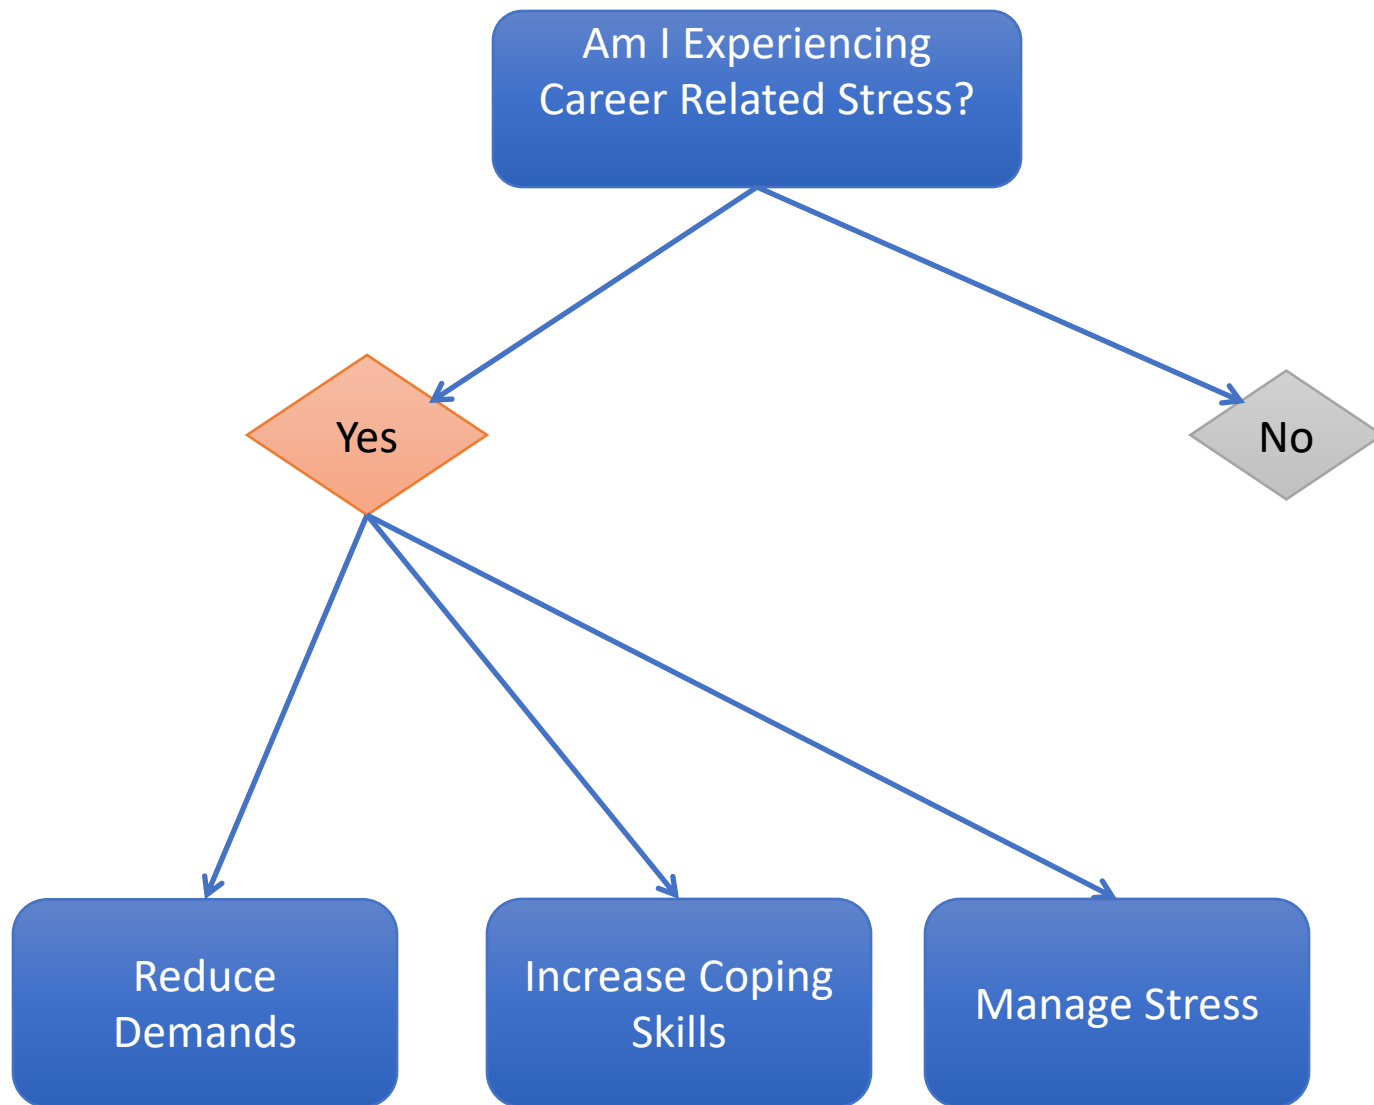 Am I Experiencing
Career Related Stress?
Yes
No
Reduce
Demands
Increase Coping
Skills
Manage Stress